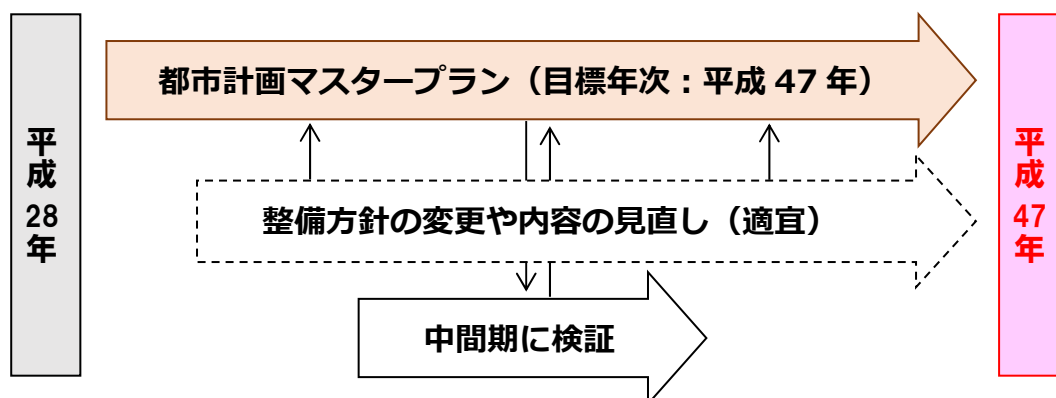 平成28年
都市計画マスタープラン（目標年次：平成 47 年）
整備方針の変更や内容の見直し（適宜）
中間期に検証
平成47年